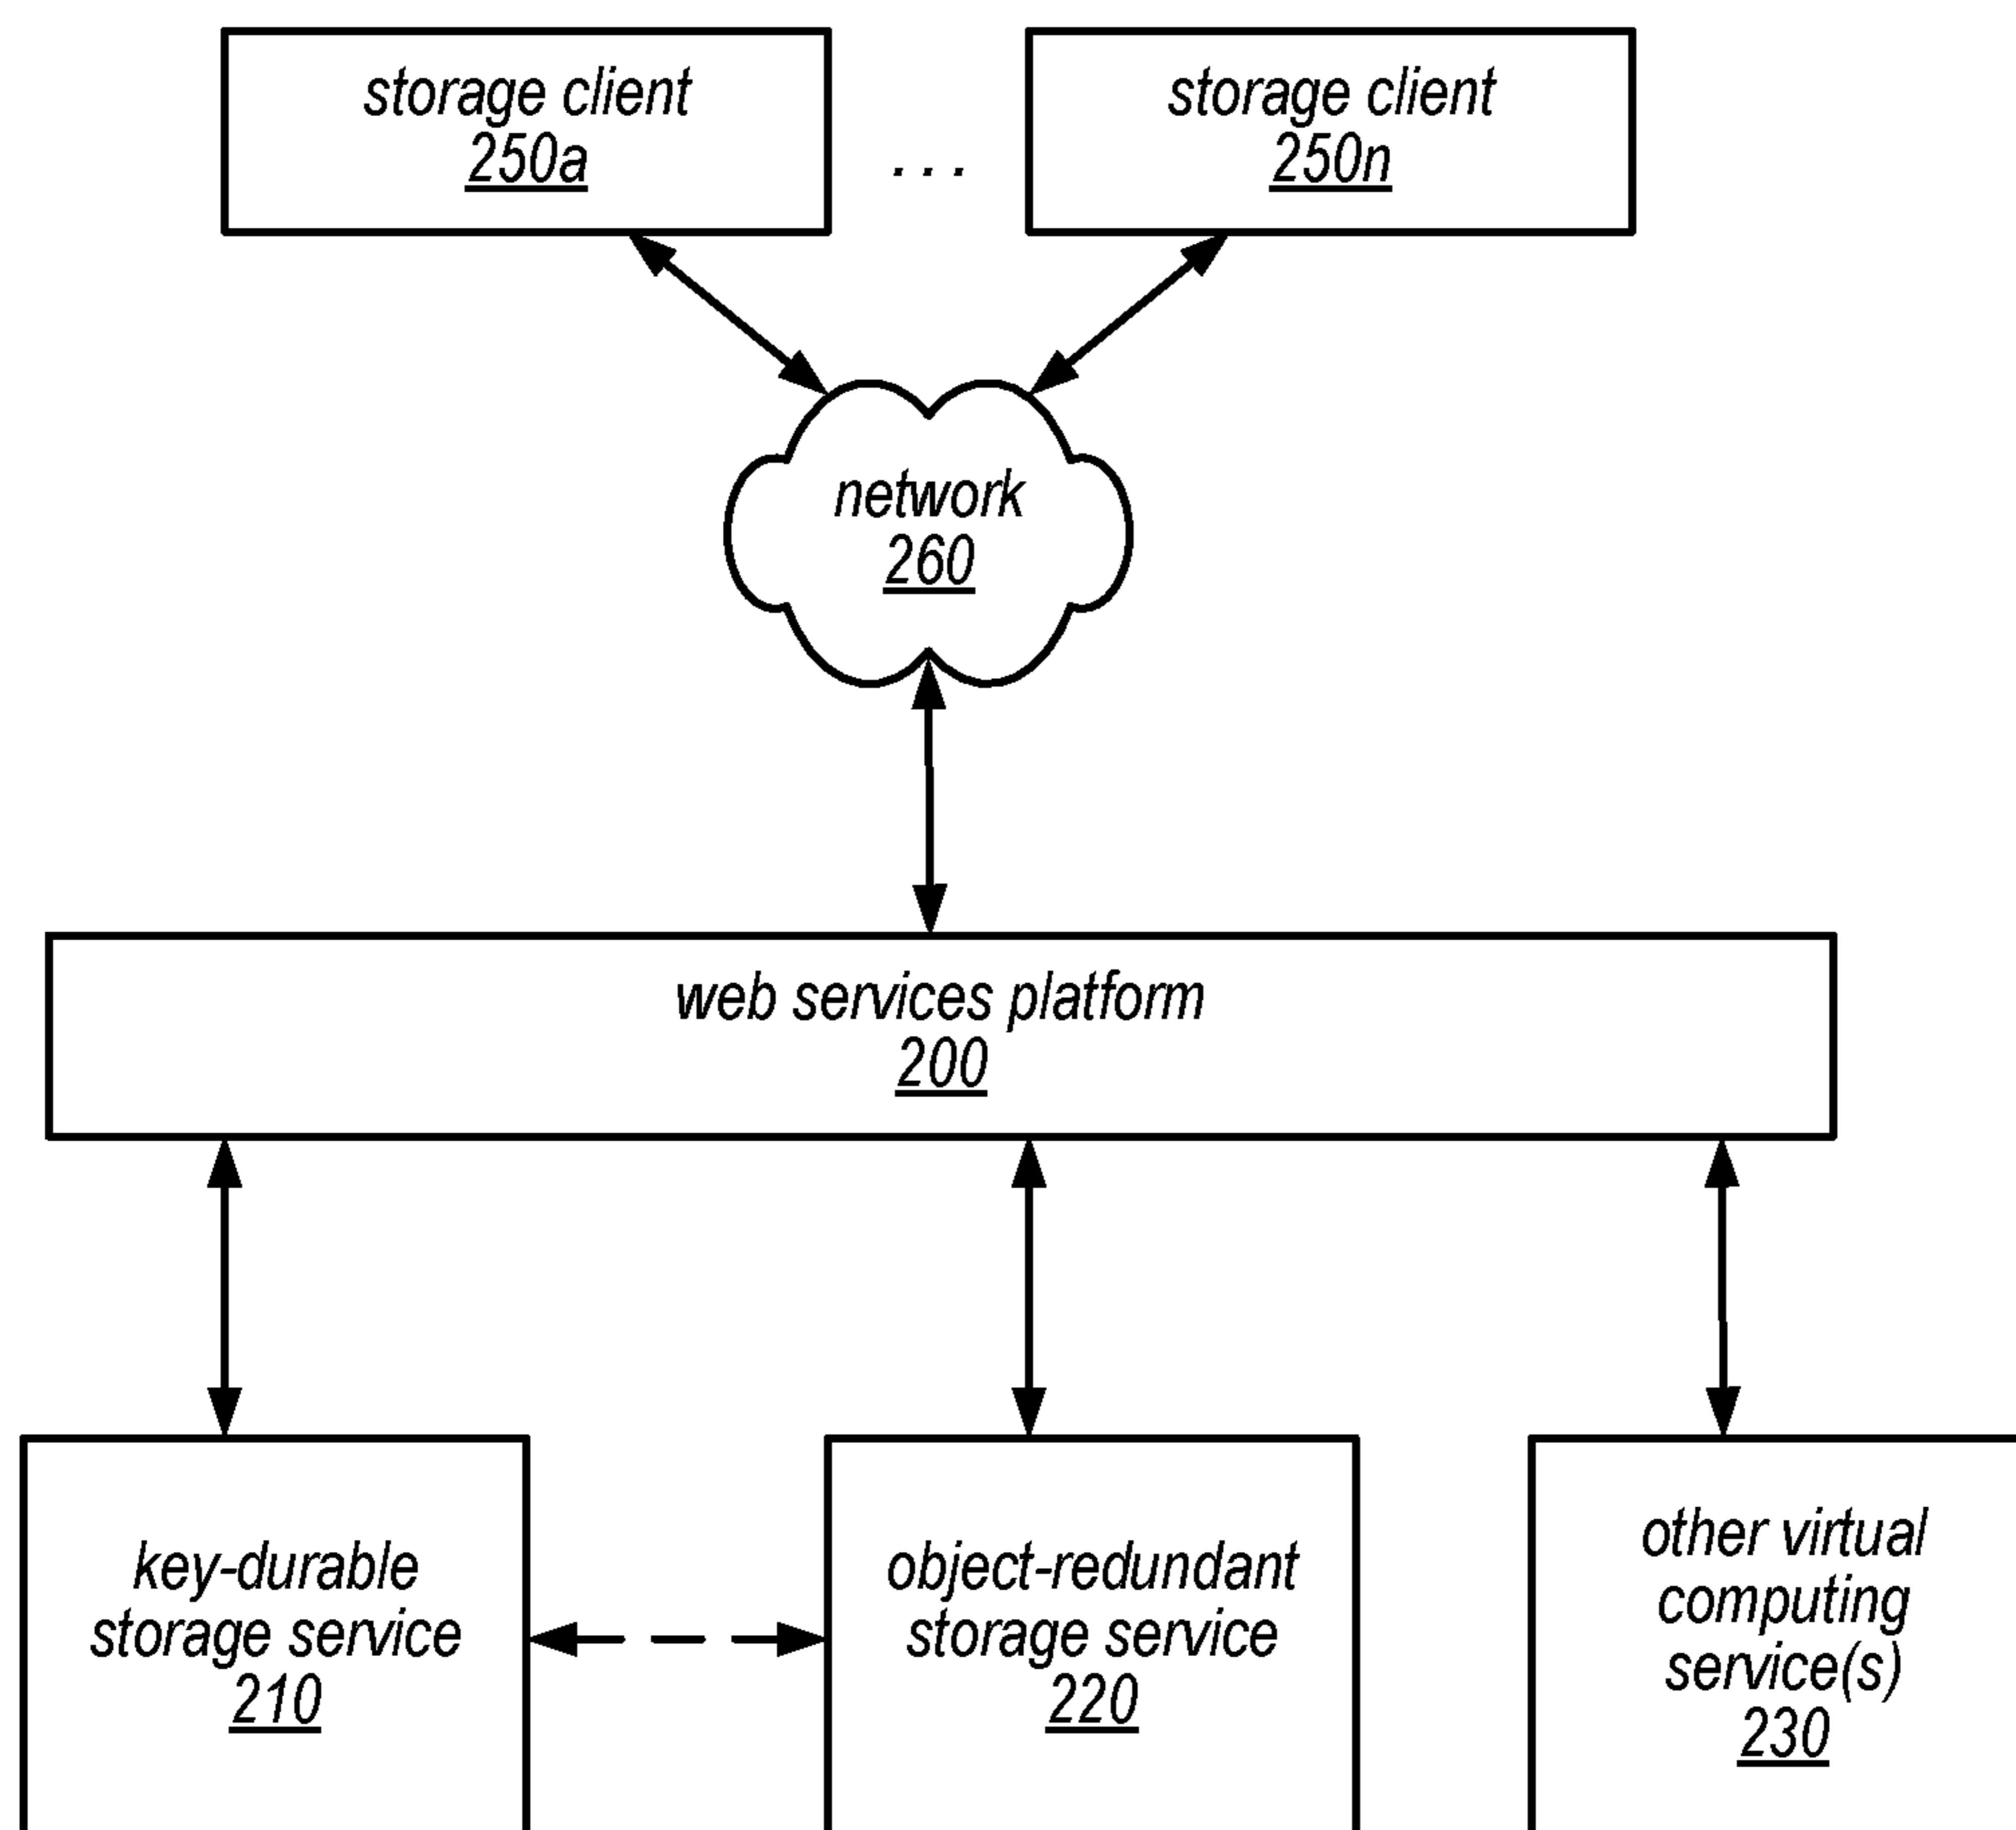 storage client
250a
. . .
storage client
250n
network
260
web services platform
200
key-durable
storage service
210
object-redundant
storage service
220
other virtual
computing
service(s)
230